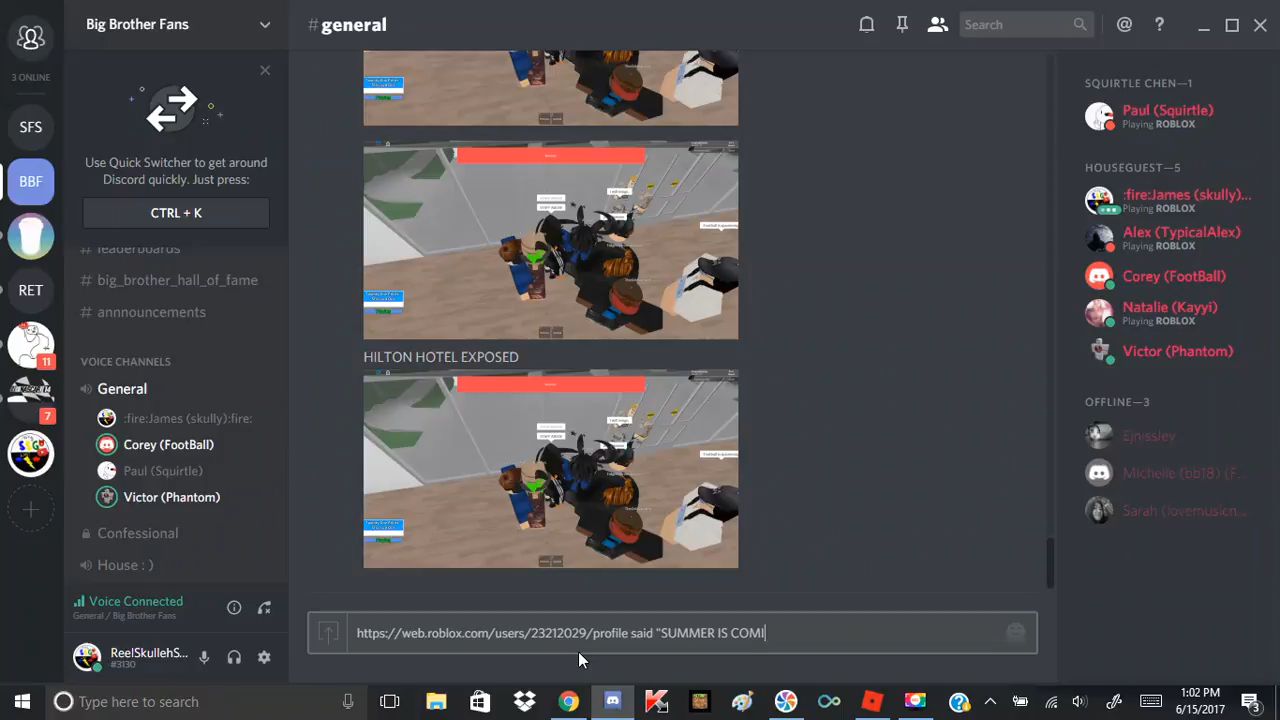 Big Brother Fans
#general
Search
3 ONLINE
SFS
BBF
RET
11
7
Use Quick Switcher to get around
Discord quickly. Just press:
CTRL + K
leaderboards
# big_brother_hall_of_fame
# annnouncements
VOICE CHANNELS
General
:fire:James (skully):fire:
Corey (FootBall)
Paul (Squirtle)
Victor (Phantom)
Confessional
House : )
Voice Connected
General / Big Brother Fans
ReelSkullehS...
#3130
HILTON HOTEL EXPOSED
https://web.roblox.com/users/23212029/profile said "SUMMER IS COMI
SQUIRTLE CHEN—1
Paul (Squirtle)
Playing ROBLOX
HOUSEGUEST—5
:fire:James (skully)...
Playing ROBLOX
Alex (TypicalAlex)
Playing ROBLOX
Corey (FootBall)
Natalie (Kayyi)
Playing ROBLOX
Victor (Phantom)
OFFLINE—3
Ejnissley
Michelle (bb18) (F...
Sarah (lovemusion...
Type here to search
1:02 PM
6/15/2017
3